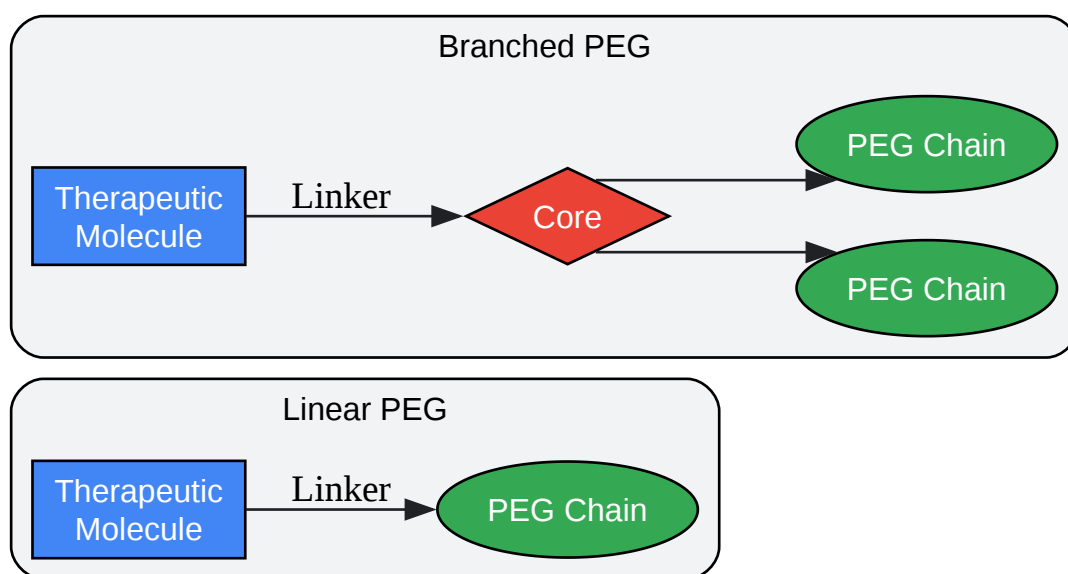 Branched PEG
PEG Chain
Therapeutic
Molecule
Linker
Core
PEG Chain
Linear PEG
Therapeutic
Molecule
Linker
PEG Chain